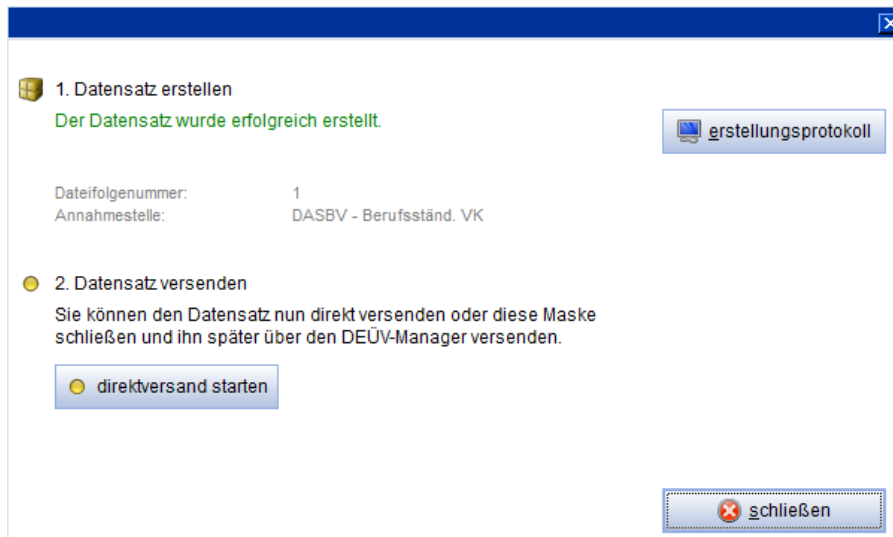 1. Datensatz erstellen
Der Datensatz wurde erfolgreich erstellt.
erstellungsprotokoll
Dateifolgenummer: 1
Annahmestelle: DASBV - Berufsständ. VK
2. Datensatz versenden
Sie können den Datensatz nun direkt versenden oder diese Maske
schließen und ihn später über den DEÜV-Manager versenden.
direktversand starten
schließen